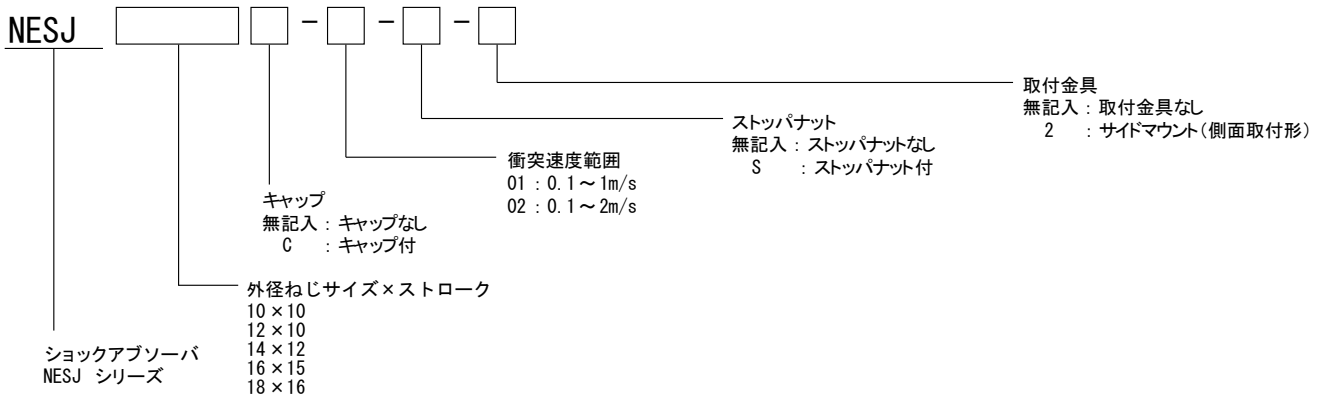 NESJ － － －
取付金具
無記入：取付金具なし
2 ：サイドマウント（側面取付形）
ストッパナット
無記入：ストッパナットなし
S ：ストッパナット付
衝突速度範囲
01：0.1～1m/s
02：0.1～2m/s
キャップ
無記入：キャップなし
C ：キャップ付
外径ねじサイズ×ストローク
10×10
12×10
14×12
16×15
18×16
ショックアブソーバ
NESJ シリーズ